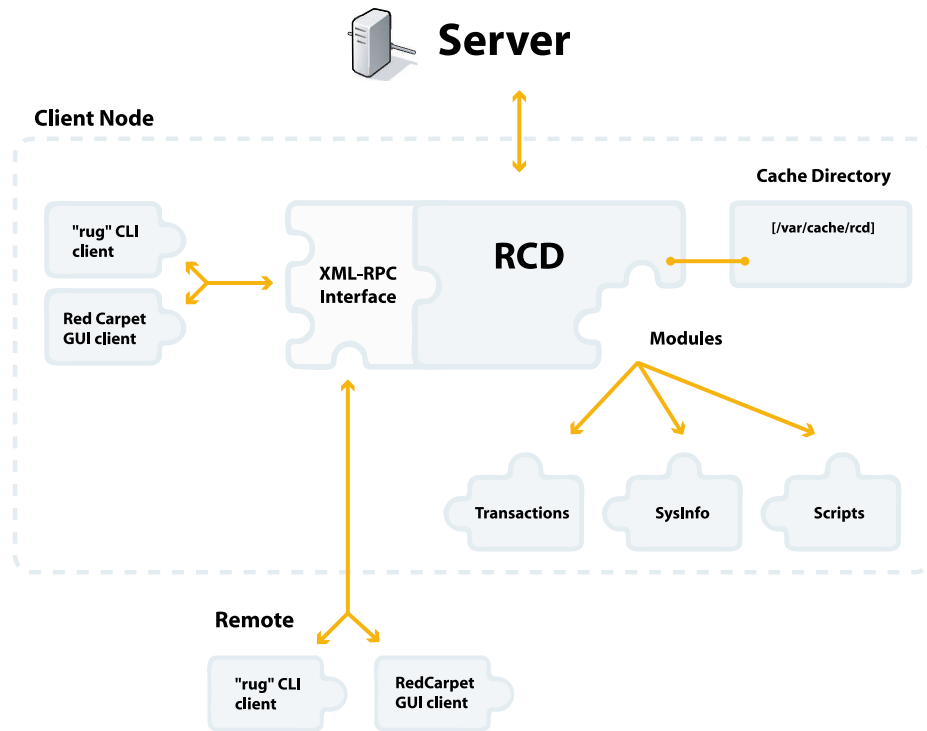 Server
Client Node
Cache Directory
"rug" CLI
client
[/var/cache/rcd]
RCD
XML-RPC
Interface
Red Carpet
GUI client
Modules
Transactions
SysInfo
Scripts
Remote
"rug" CLI
client
RedCarpet
GUI client